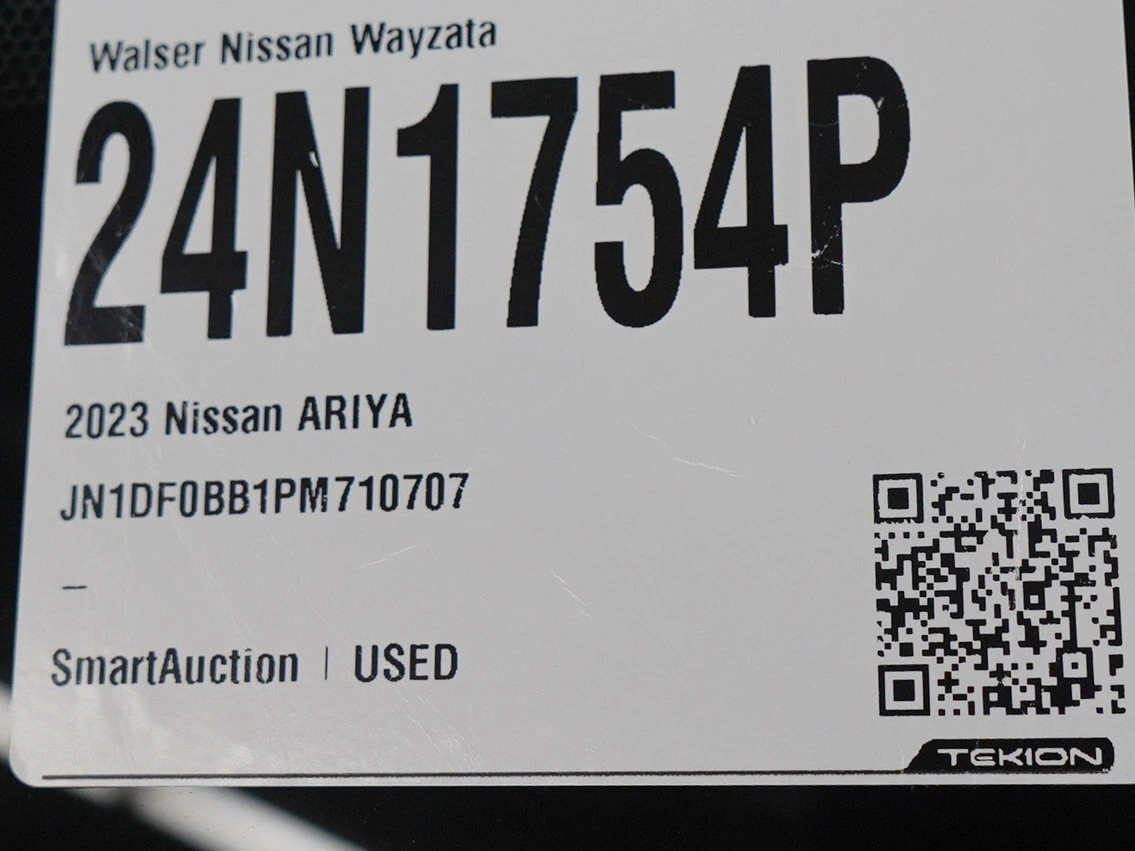 Walser Nissan Wayzata
24N1754P
2023 Nissan ARIYA
JN1DF0BB1PM710707
–
SmartAuction | USED
TEKION